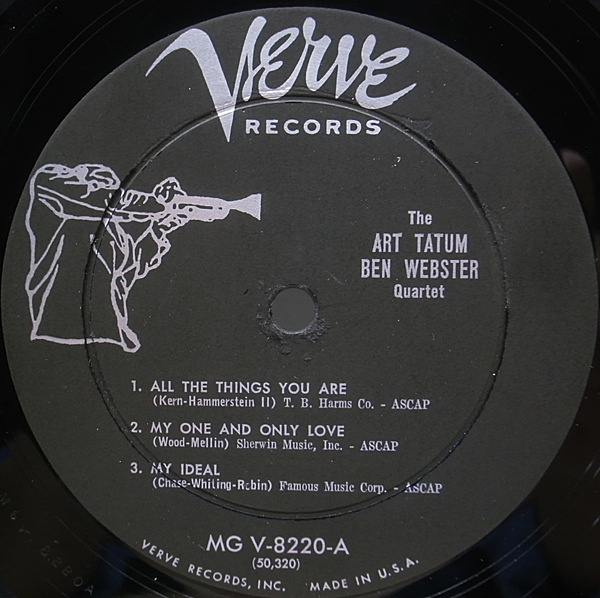 Verve
RECORDS
The
ART TATUM
BEN WEBSTER
Quartet
1. ALL THE THINGS YOU ARE
(Kern-Hammerstein II) T. B. Harms Co. - ASCAP
2. MY ONE AND ONLY LOVE
(Wood-Mellin) Sherwin Music, Inc. - ASCAP
3. MY IDEAL
(Chase-Whiting-Robin) Famous Music Corp. - ASCAP
MG V-8220-A
(50,320)
VERVE RECORDS, INC. MADE IN U.S.A.